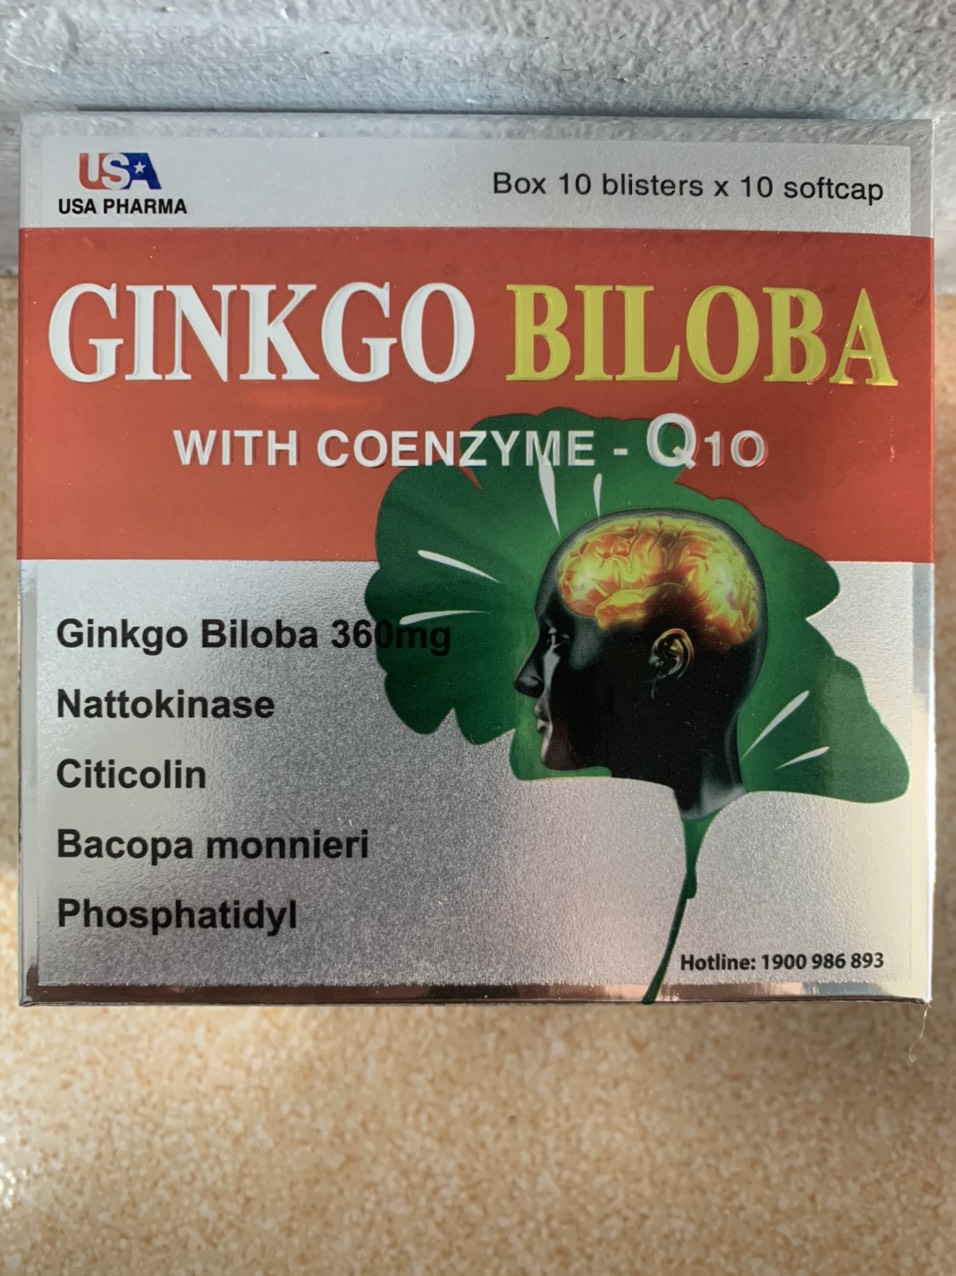 USA
USA PHARMA
Box 10 blisters x 10 softcap
GINKGO BILOBA
WITH COENZYME - Q10
Ginkgo Biloba 360mg
Nattokinase
Citicolin
Bacopa monnieri
Phosphatidyl
Hotline: 1900 986 893